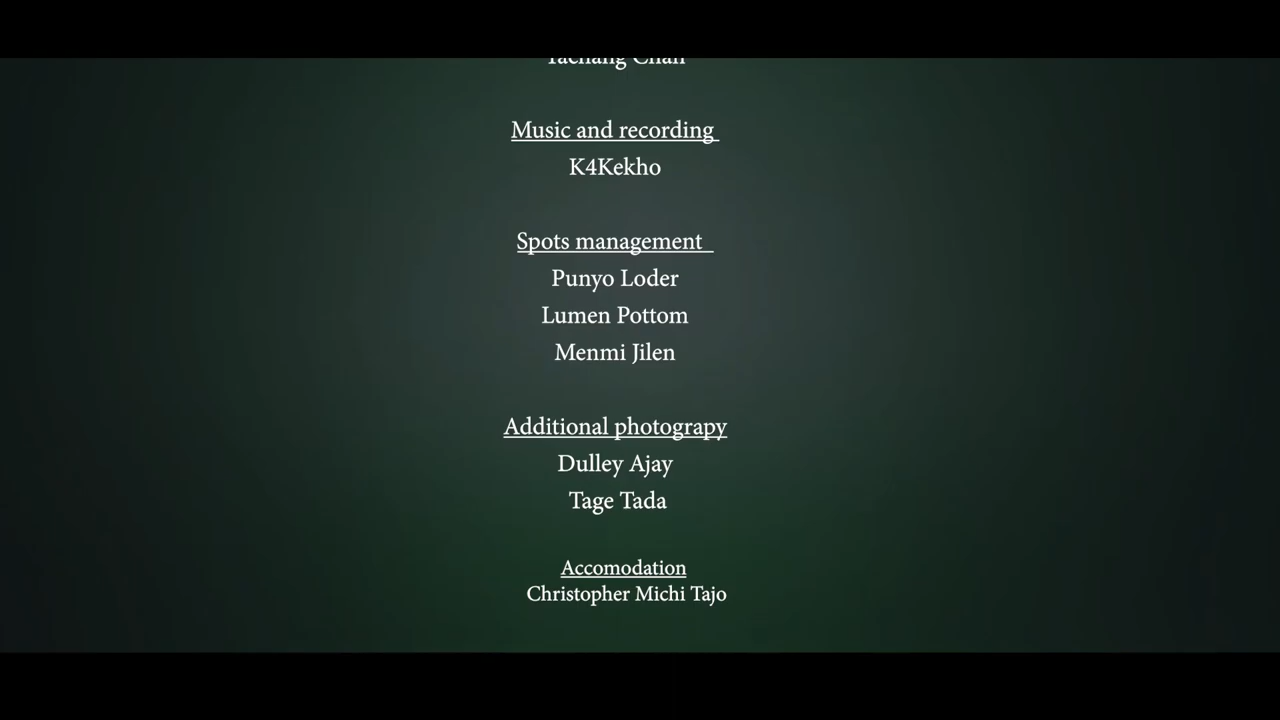 Chan
Music and recording
K4Kekho
Spots management
Punyo Loder
Lumen Pottom
Menmi Jilen
Additional photograpy
Dulley Ajay
Tage Tada
Accomodation
Christopher Michi Tajo